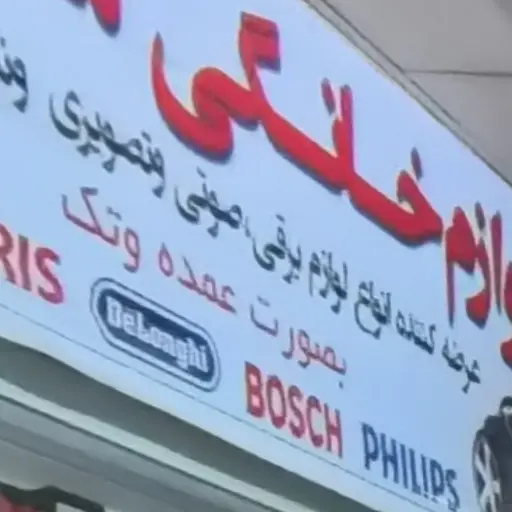 لوازم خانگی
عرضه کننده انواع لوازم برقی، صوتی وتصویری
بصورت عمده وتک
RIS DeLonghi BOSCH PHILIPS